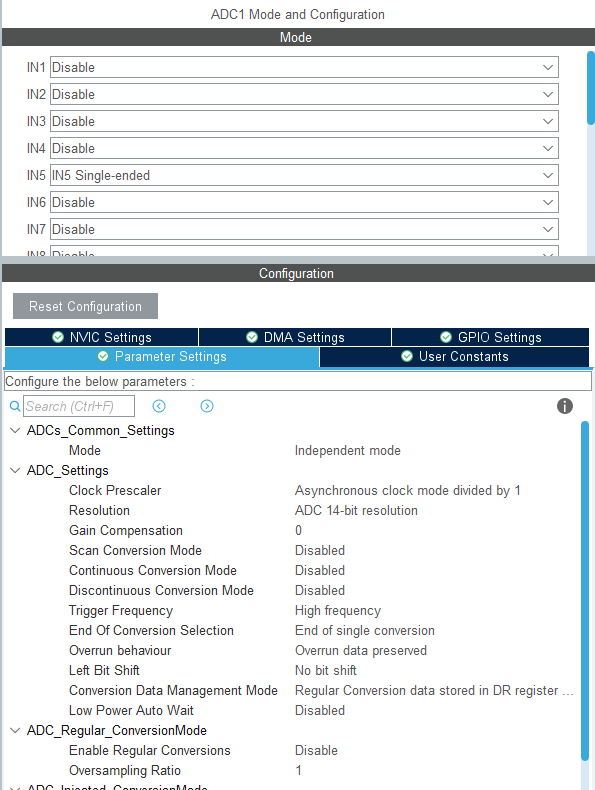 ADC1 Mode and Configuration
Mode
IN1 Disable
IN2 Disable
IN3 Disable
IN4 Disable
IN5 IN5 Single-ended
IN6 Disable
IN7 Disable
IN8 Disable
Configuration
Reset Configuration
NVIC Settings DMA Settings GPIO Settings
Parameter Settings User Constants
Configure the below parameters :
Search (Ctrl+F)
ADCs_Common_Settings
Mode Independent mode
ADC_Settings
Clock Prescaler Asynchronous clock mode divided by 1
Resolution ADC 14-bit resolution
Gain Compensation 0
Scan Conversion Mode Disabled
Continuous Conversion Mode Disabled
Discontinuous Conversion Mode Disabled
Trigger Frequency High frequency
End Of Conversion Selection End of single conversion
Overrun behaviour Overrun data preserved
Left Bit Shift No bit shift
Conversion Data Management Mode Regular Conversion data stored in DR register ...
Low Power Auto Wait Disabled
ADC_Regular_ConversionMode
Enable Regular Conversions Disable
Oversampling Ratio 1
ADC_Injected_ConversionMode